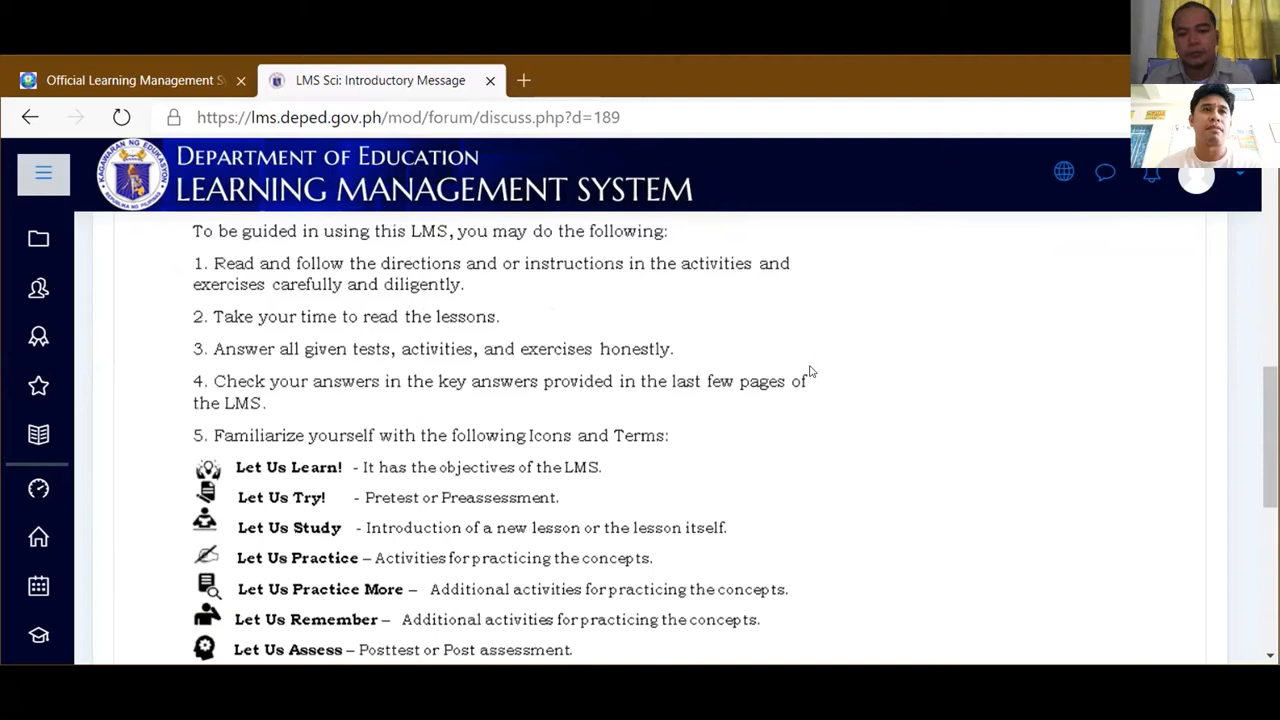 Official Learning Management S
LMS Sci: Introductory Message
https://lms.deped.gov.ph/mod/forum/discuss.php?d=189
KAGAWARAN NG EDUKASYON
REPUBLIKA NG PILIPINAS
DEPARTMENT OF EDUCATION
LEARNING MANAGEMENT SYSTEM
To be guided in using this LMS, you may do the following:
1. Read and follow the directions and or instructions in the activities and
exercises carefully and diligently.
2. Take your time to read the lessons.
3. Answer all given tests, activities, and exercises honestly.
4. Check your answers in the key answers provided in the last few pages of
the LMS.
5. Familiarize yourself with the following Icons and Terms:
Let Us Learn! - It has the objectives of the LMS.
Let Us Try! - Pretest or Preassessment.
Let Us Study - Introduction of a new lesson or the lesson itself.
Let Us Practice – Activities for practicing the concepts.
Let Us Practice More – Additional activities for practicing the concepts.
Let Us Remember – Additional activities for practicing the concepts.
Let Us Assess – Posttest or Post assessment.